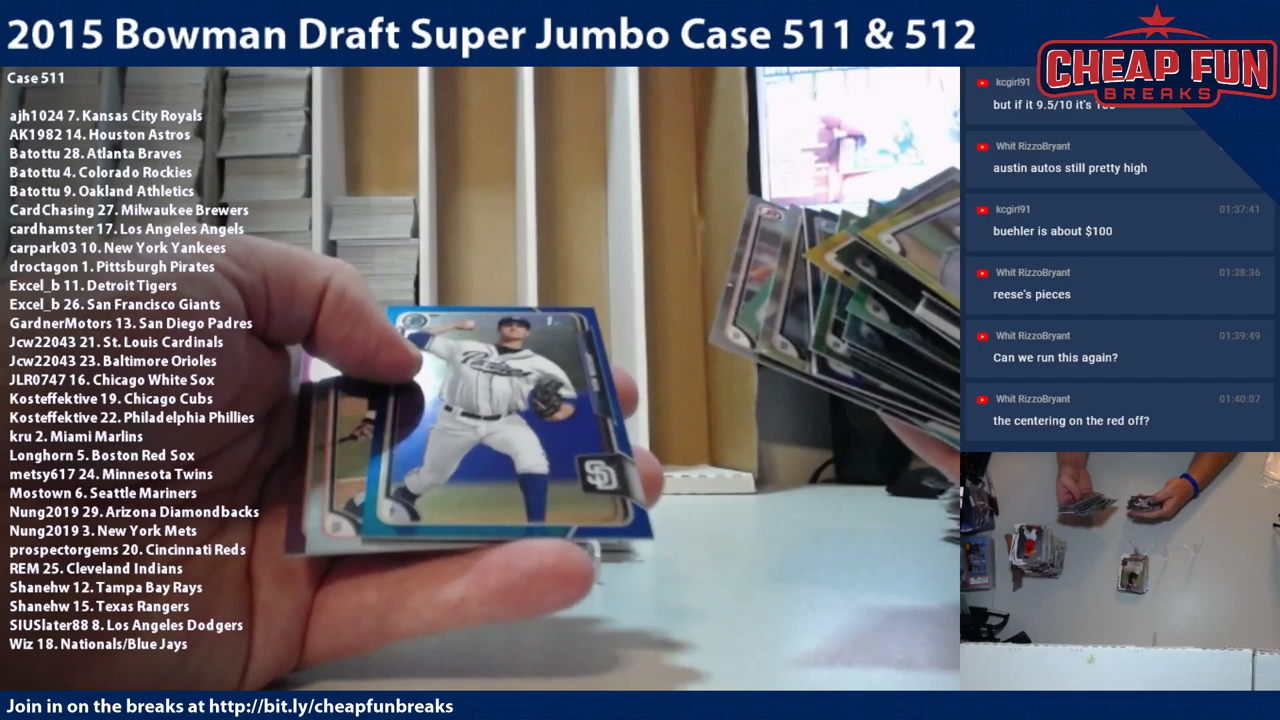 2015 Bowman Draft Super Jumbo Case 511 & 512
CHEAP FUN
BREAKS
Case 511
ajh1024 7. Kansas City Royals
AK1982 14. Houston Astros
Batottu 28. Atlanta Braves
Batottu 4. Colorado Rockies
Batottu 9. Oakland Athletics
CardChasing 27. Milwaukee Brewers
cardhamster 17. Los Angeles Angels
carpark03 10. New York Yankees
droctagon 1. Pittsburgh Pirates
Excel_b 11. Detroit Tigers
Excel_b 26. San Francisco Giants
GardnerMotors 13. San Diego Padres
Jcw22043 21. St. Louis Cardinals
Jcw22043 23. Baltimore Orioles
JLR0747 16. Chicago White Sox
Kosteffektive 19. Chicago Cubs
Kosteffektive 22. Philadelphia Phillies
kru 2. Miami Marlins
Longhorn 5. Boston Red Sox
metsy617 24. Minnesota Twins
Mostown 6. Seattle Mariners
Nung2019 29. Arizona Diamondbacks
Nung2019 3. New York Mets
prospectorgems 20. Cincinnati Reds
REM 25. Cleveland Indians
Shanehw 12. Tampa Bay Rays
Shanehw 15. Texas Rangers
SIUSlater88 8. Los Angeles Dodgers
Wiz 18. Nationals/Blue Jays
kcgirl91
but if it 9.5/10 it's
Whit RizzoBryant
austin autos still pretty high
kcgirl91 01:37:41
buehler is about $100
Whit RizzoBryant 01:38:36
reese's pieces
Whit RizzoBryant 01:39:49
Can we run this again?
Whit RizzoBryant 01:40:07
the centering on the red off?
Padres
SD
Join in on the breaks at http://bit.ly/cheapfunbreaks